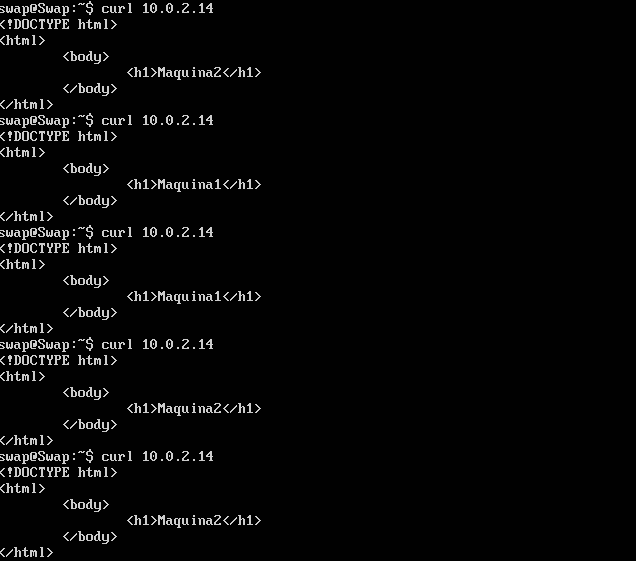 swap@Swap:~$ curl 10.0.2.14
<!DOCTYPE html>
<html>
        <body>
                <h1>Maquina2</h1>
        </body>
</html>
swap@Swap:~$ curl 10.0.2.14
<!DOCTYPE html>
<html>
        <body>
                <h1>Maquina1</h1>
        </body>
</html>
swap@Swap:~$ curl 10.0.2.14
<!DOCTYPE html>
<html>
        <body>
                <h1>Maquina1</h1>
        </body>
</html>
swap@Swap:~$ curl 10.0.2.14
<!DOCTYPE html>
<html>
        <body>
                <h1>Maquina2</h1>
        </body>
</html>
swap@Swap:~$ curl 10.0.2.14
<!DOCTYPE html>
<html>
        <body>
                <h1>Maquina2</h1>
        </body>
</html>